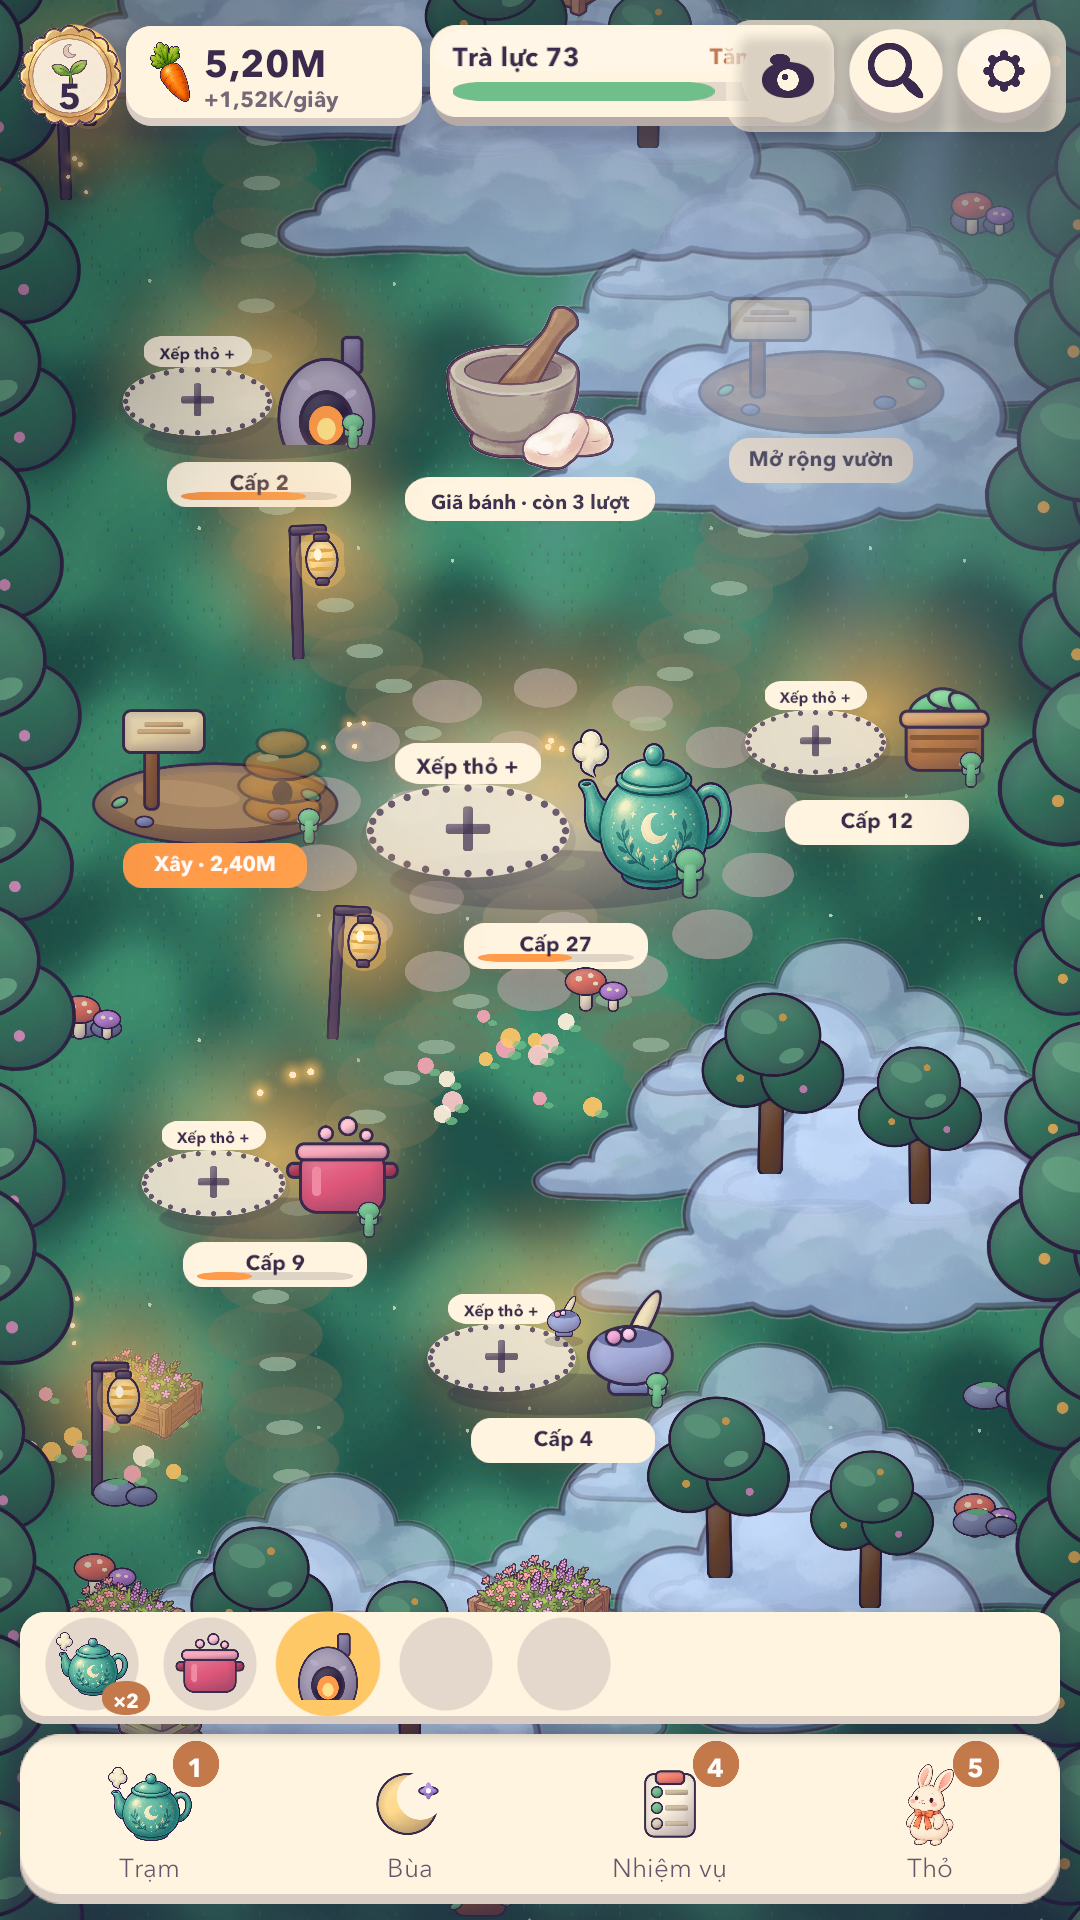 5
5,20M
+1,52K/giây
Trà lực 73
Xếp thỏ +
Cấp 2
Giã bánh · còn 3 lượt
Mở rộng vườn
Xếp thỏ +
Xếp thỏ +
Cấp 12
Xây · 2,40M
Cấp 27
Xếp thỏ +
Cấp 9
Xếp thỏ +
Cấp 4
×2
1
4
5
Trạm
Bùa
Nhiệm vụ
Thỏ